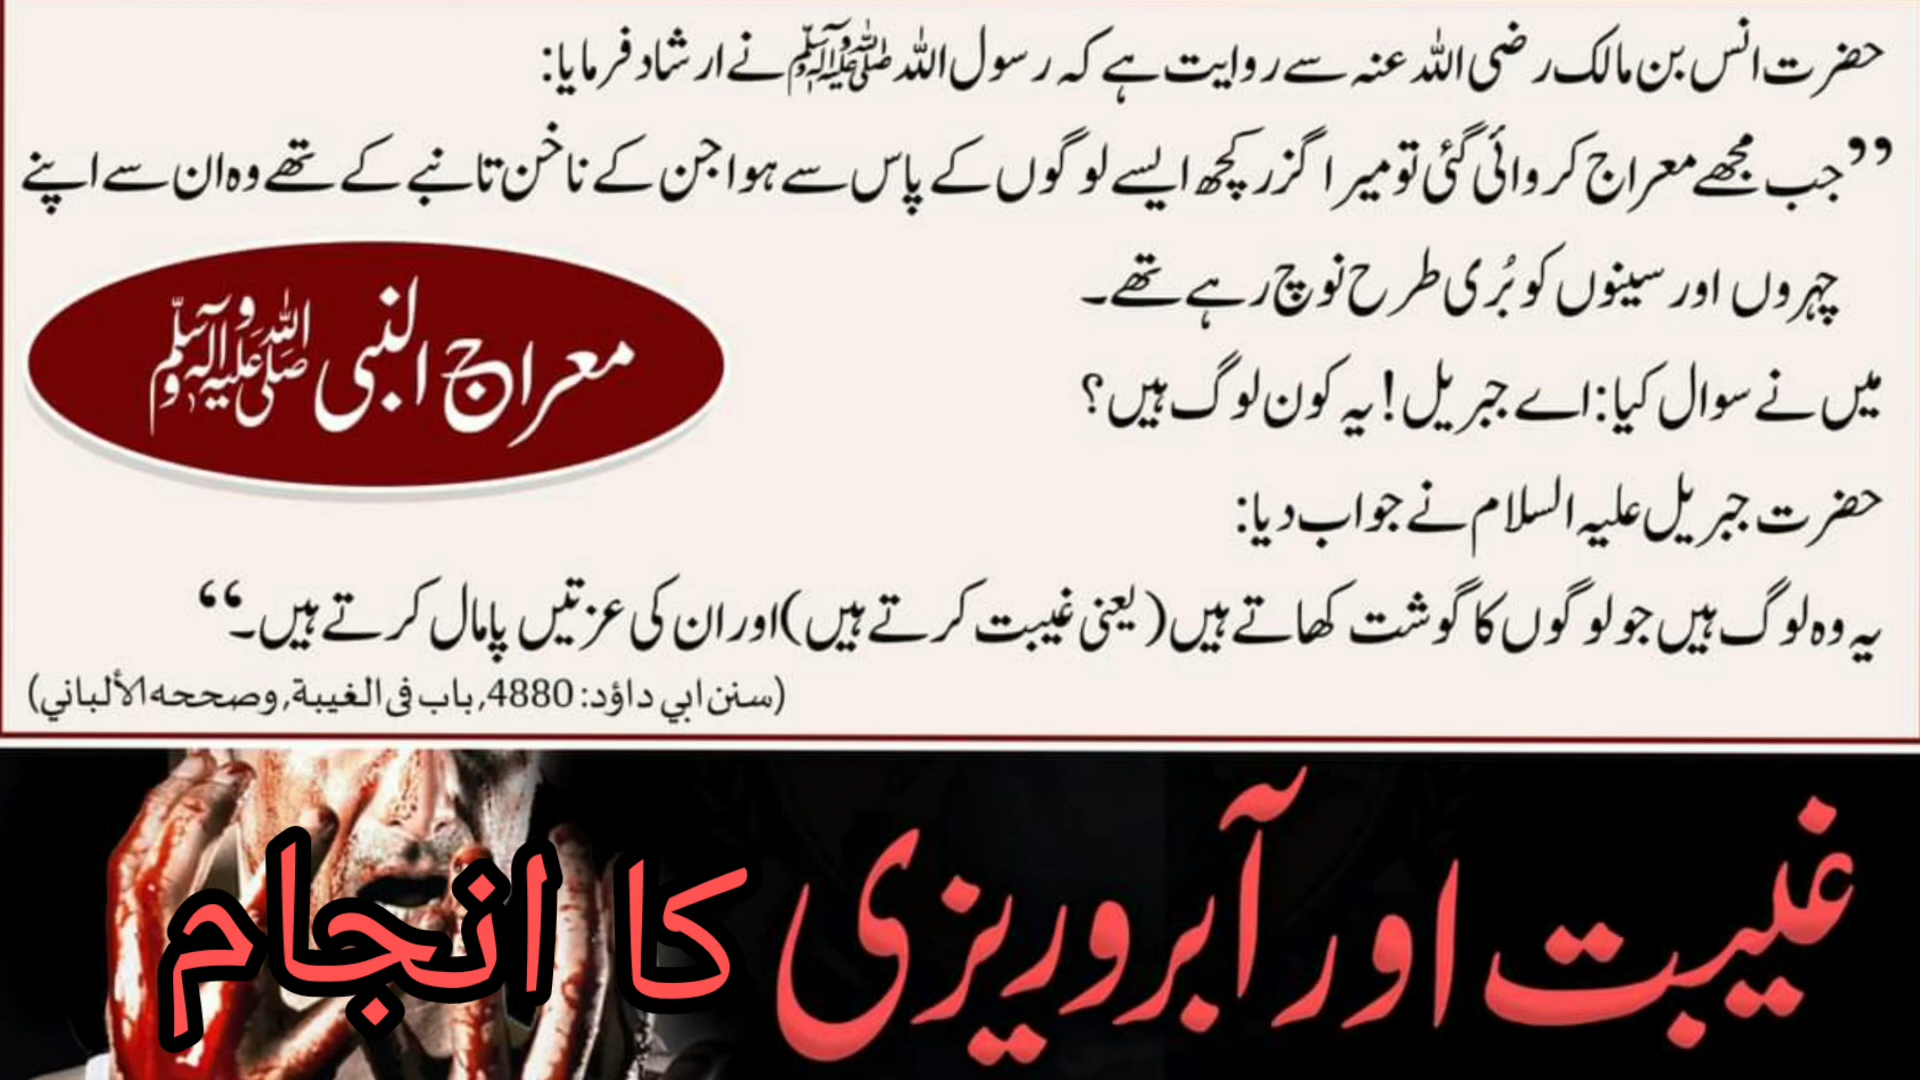 حضرت انس بن مالک رضی اللہ عنہ سے روایت ہے کہ رسول اللہ ﷺ نے ارشاد فرمایا:
”جب مجھے معراج کروائی گئی تو میرا گزر کچھ ایسے لوگوں کے پاس سے ہوا جن کے ناخن تانبے کے تھے وہ ان سے اپنے
چہروں اور سینوں کو بُری طرح نوچ رہے تھے۔
میں نے سوال کیا: اے جبریل! یہ کون لوگ ہیں؟
معراج النبی صلی اللہ علیہ وآلہ وسلم
حضرت جبریل علیہ السلام نے جواب دیا:
یہ وہ لوگ ہیں جو لوگوں کا گوشت کھاتے ہیں (یعنی غیبت کرتے ہیں) اور ان کی عزتیں پامال کرتے ہیں۔“
(سنن ابي داؤد: 4880, باب فی الغيبة, وصححه الألباني)
غیبت اور آبروریزی کا انجام